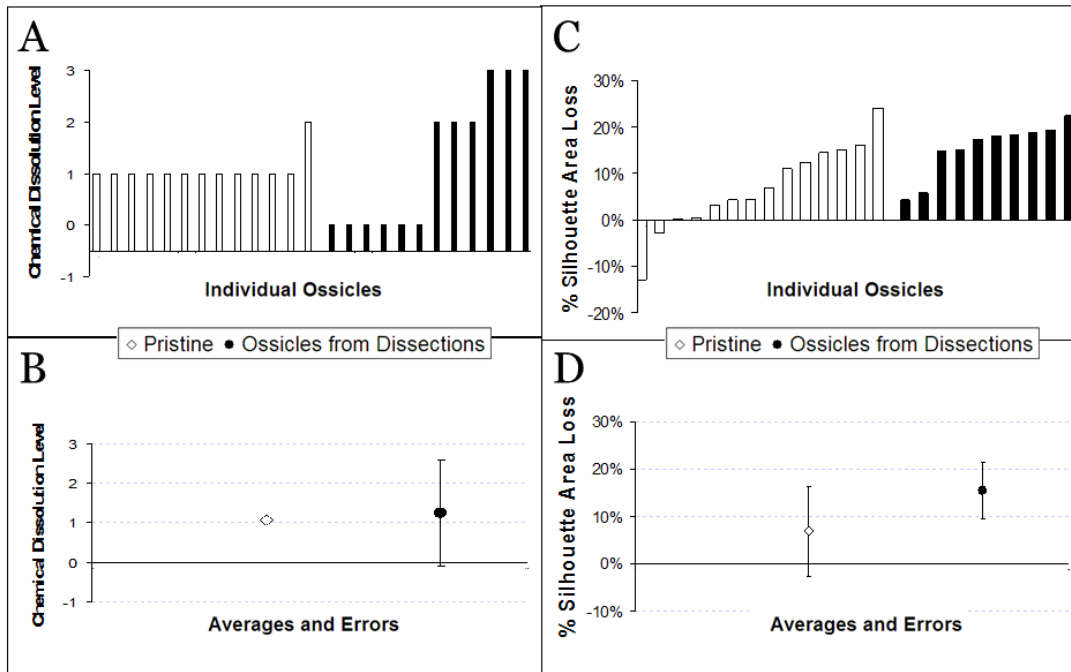 A
Chemical Dissolution Level
3
2
1
0
-1
Individual Ossicles
C
% Silhouette Area Loss
30%
20%
10%
0%
-10%
-20%
Individual Ossicles
◇ Pristine ● Ossicles from Dissections
◇ Pristine ● Ossicles from Dissections
B
Chemical Dissolution Level
3
2
1
0
-1
Averages and Errors
D
% Silhouette Area Loss
30%
20%
10%
0%
-10%
Averages and Errors